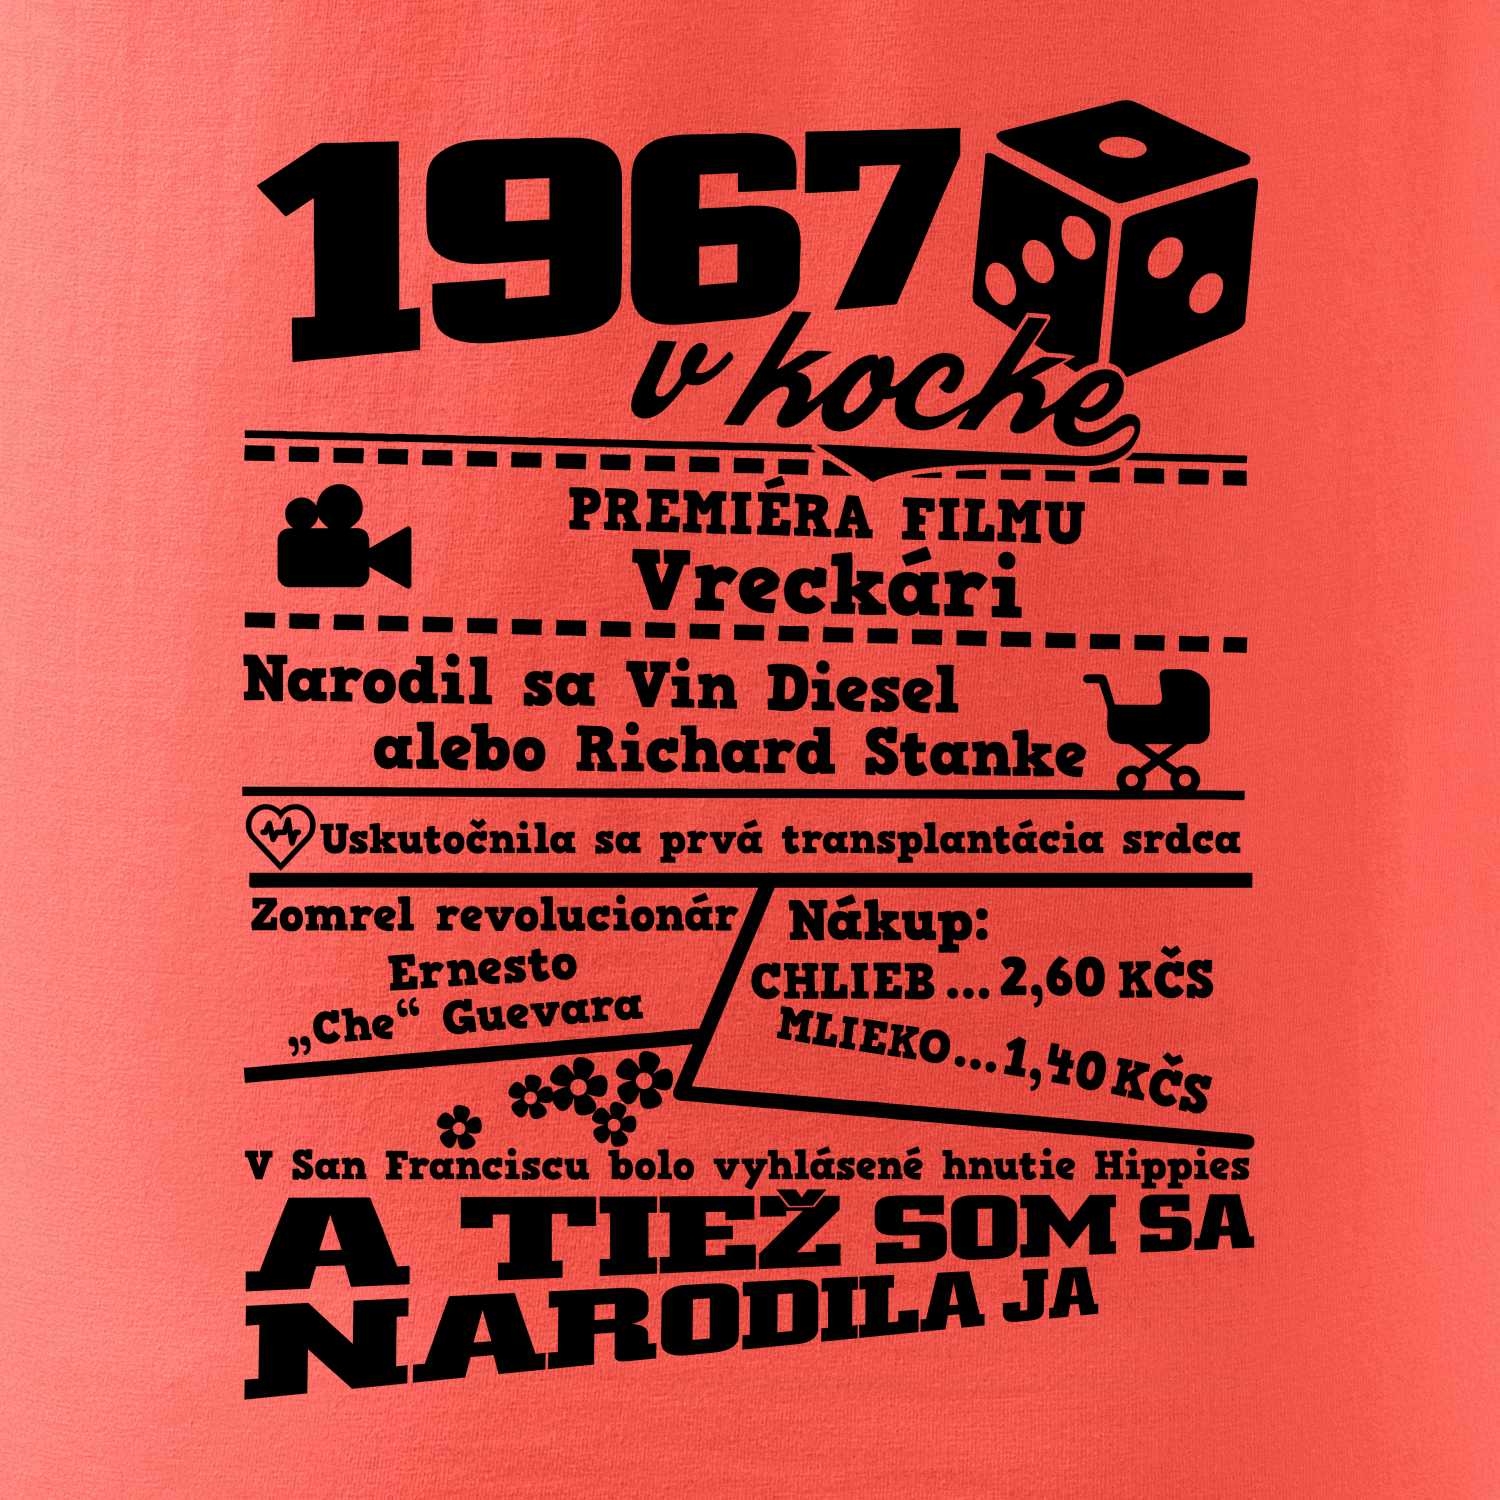 1967
v kocke
PREMIÉRA FILMU
Vreckári
Narodil sa Vin Diesel
alebo Richard Stanke
Uskutočnila sa prvá transplantácia srdca
Zomrel revolucionár
Ernesto
„Che“ Guevara
Nákup:
CHLIEB ... 2,60 KČS
MLIEKO... 1,40 KČS
V San Franciscu bolo vyhlásené hnutie Hippies
A TIEŽ SOM SA
NARODILA JA